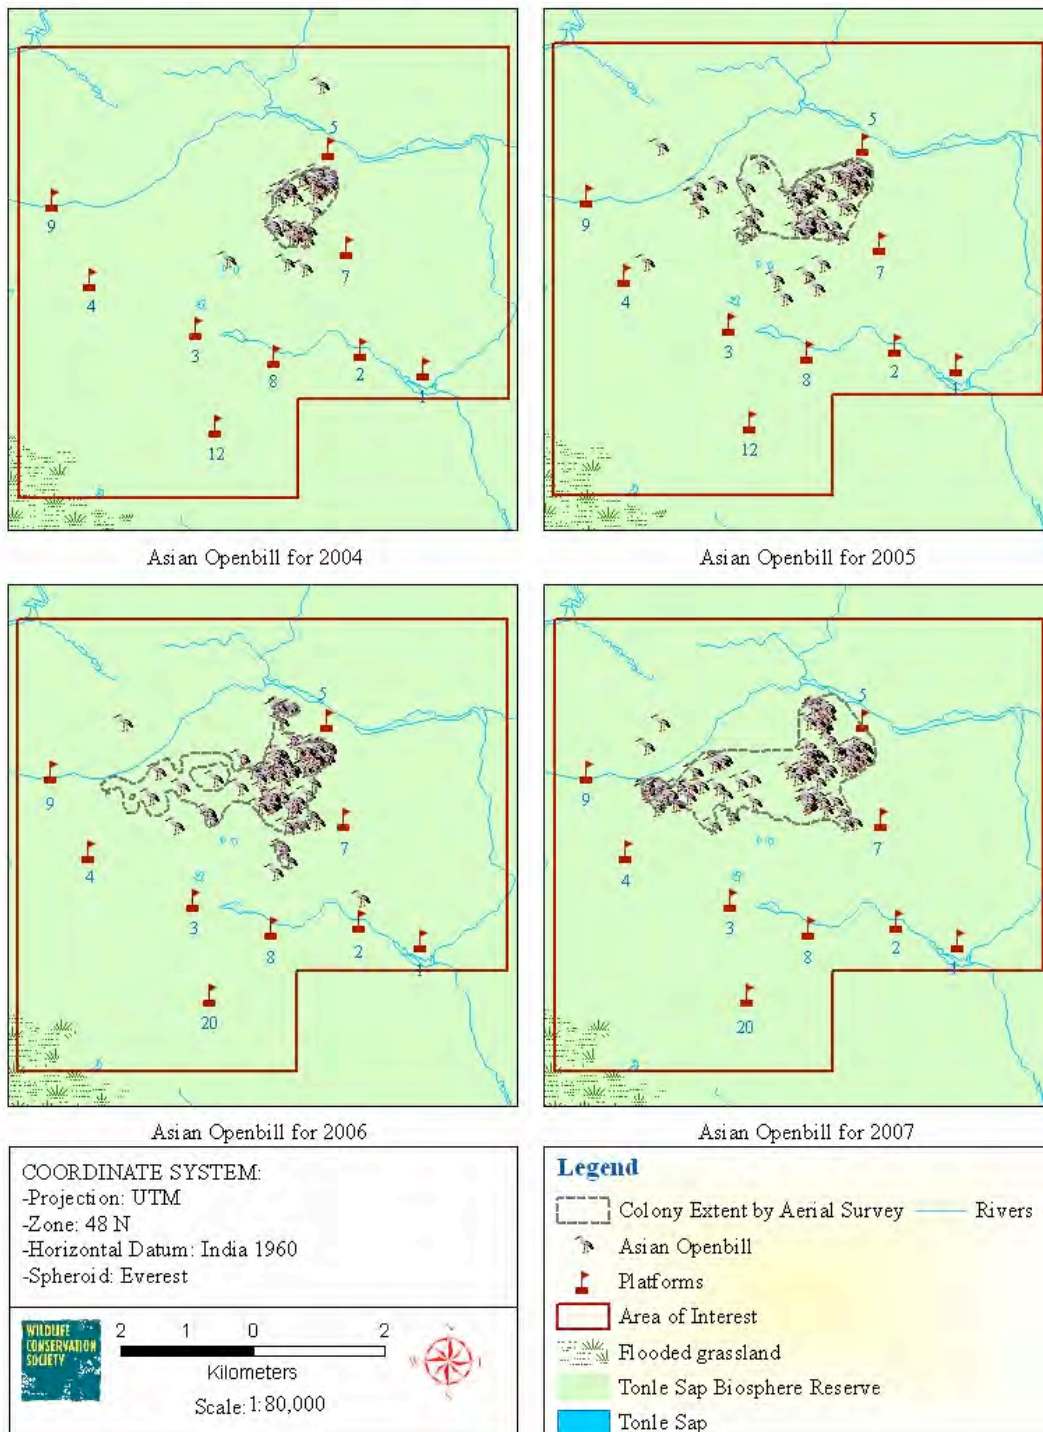 5
9
7
4
3
8
2
1
12
Asian Openbill for 2004
5
9
7
4
3
8
2
1
12
Asian Openbill for 2005
5
9
7
4
3
8
2
1
20
Asian Openbill for 2006
5
9
7
4
3
8
2
1
20
Asian Openbill for 2007
COORDINATE SYSTEM:
-Projection: UTM
-Zone: 48 N
-Horizontal Datum: India 1960
-Spheroid: Everest
WILDLIFE
CONSERVATION
SOCIETY
2 1 0 2
Kilometers
Scale: 1:80,000
Legend
Colony Extent by Aerial Survey
Rivers
Asian Openbill
Platforms
Area of Interest
Flooded grassland
Tonle Sap Biosphere Reserve
Tonle Sap